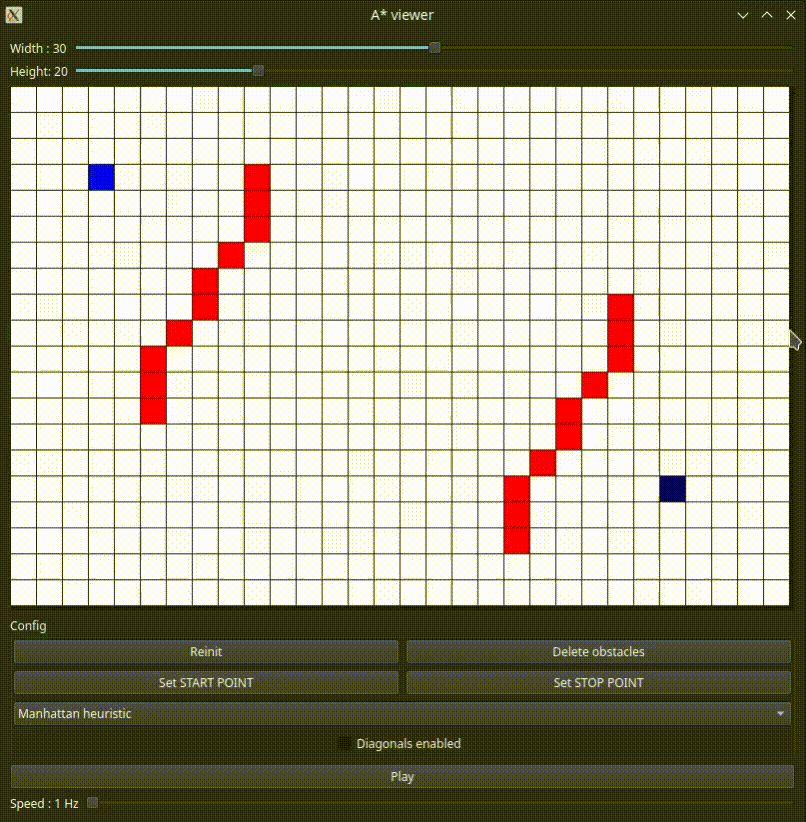 A* viewer
Width : 30
Height: 20
Config
Reinit
Delete obstacles
Set START POINT
Set STOP POINT
Manhattan heuristic
Diagonals enabled
Play
Speed : 1 Hz